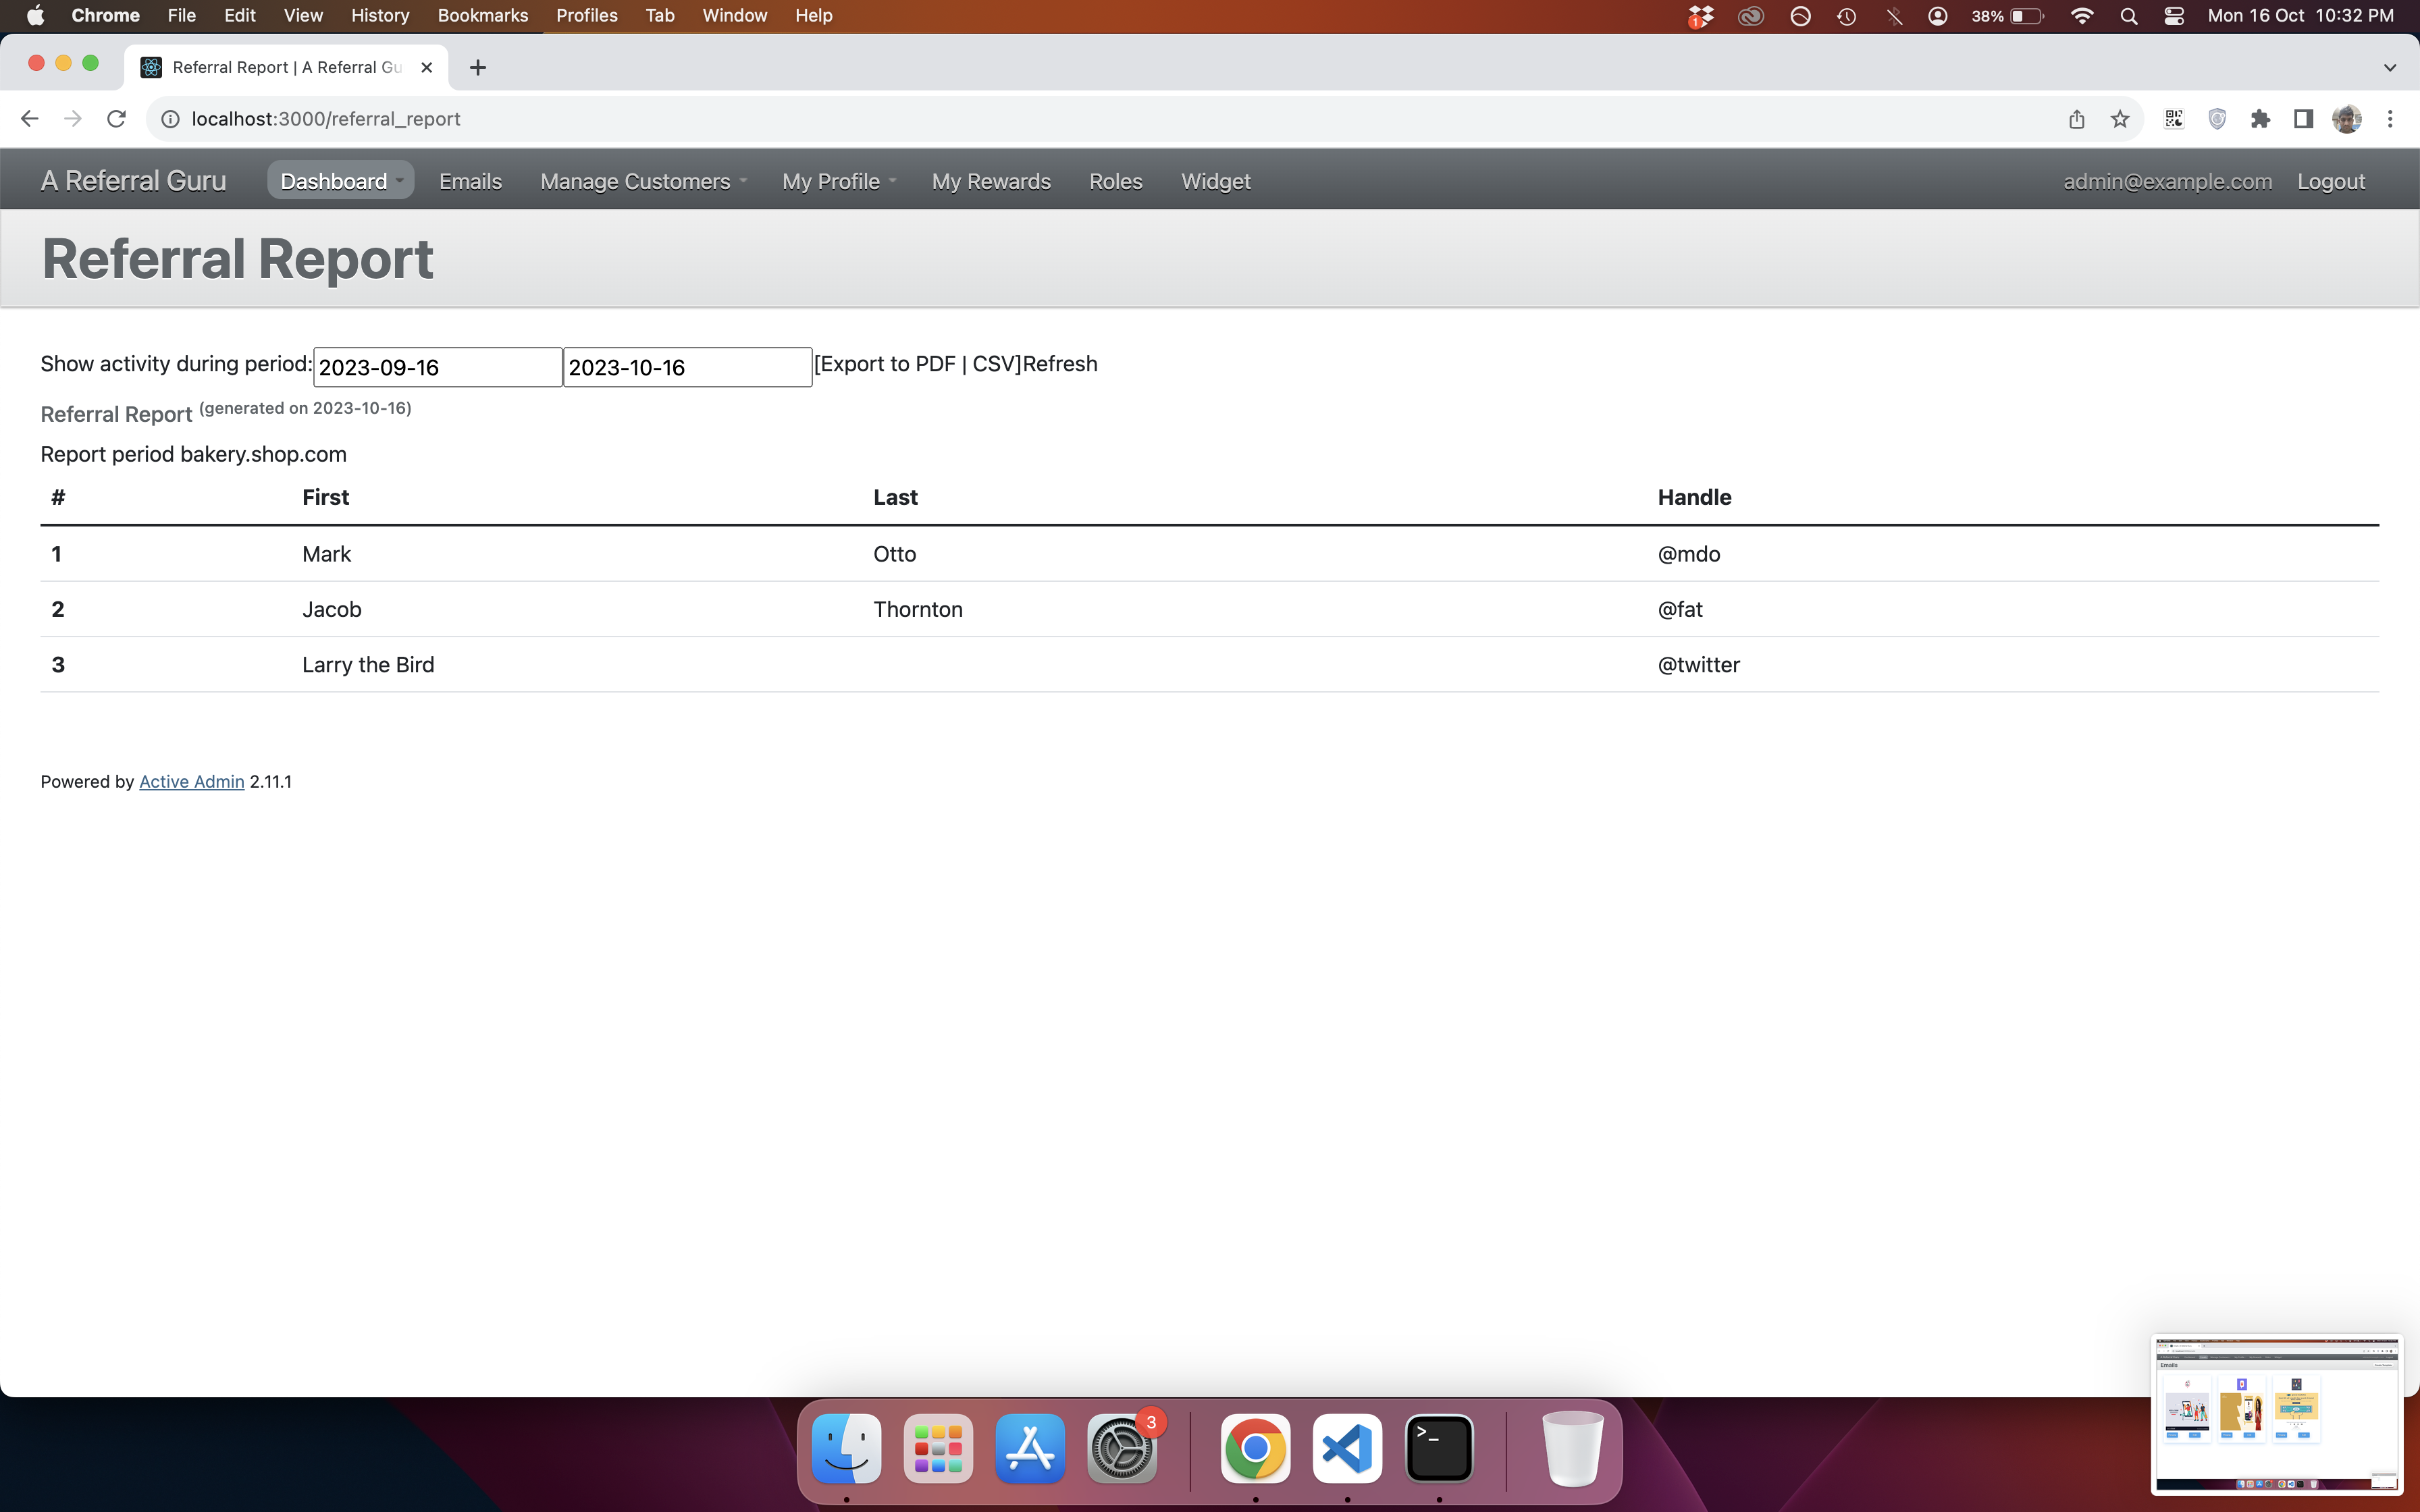 Chrome File Edit View History Bookmarks Profiles Tab Window Help 1 38% Mon 16 Oct 10:32 PM
Referral Report | A Referral Gu
localhost:3000/referral_report
A Referral Guru Dashboard Emails Manage Customers My Profile My Rewards Roles Widget admin@example.com Logout
Referral Report
Show activity during period: 2023-09-16 2023-10-16 [Export to PDF | CSV]Refresh
Referral Report (generated on 2023-10-16)
Report period bakery.shop.com
# First Last Handle
1 Mark Otto @mdo
2 Jacob Thornton @fat
3 Larry the Bird @twitter
Powered by Active Admin 2.11.1
Emails
3
>_